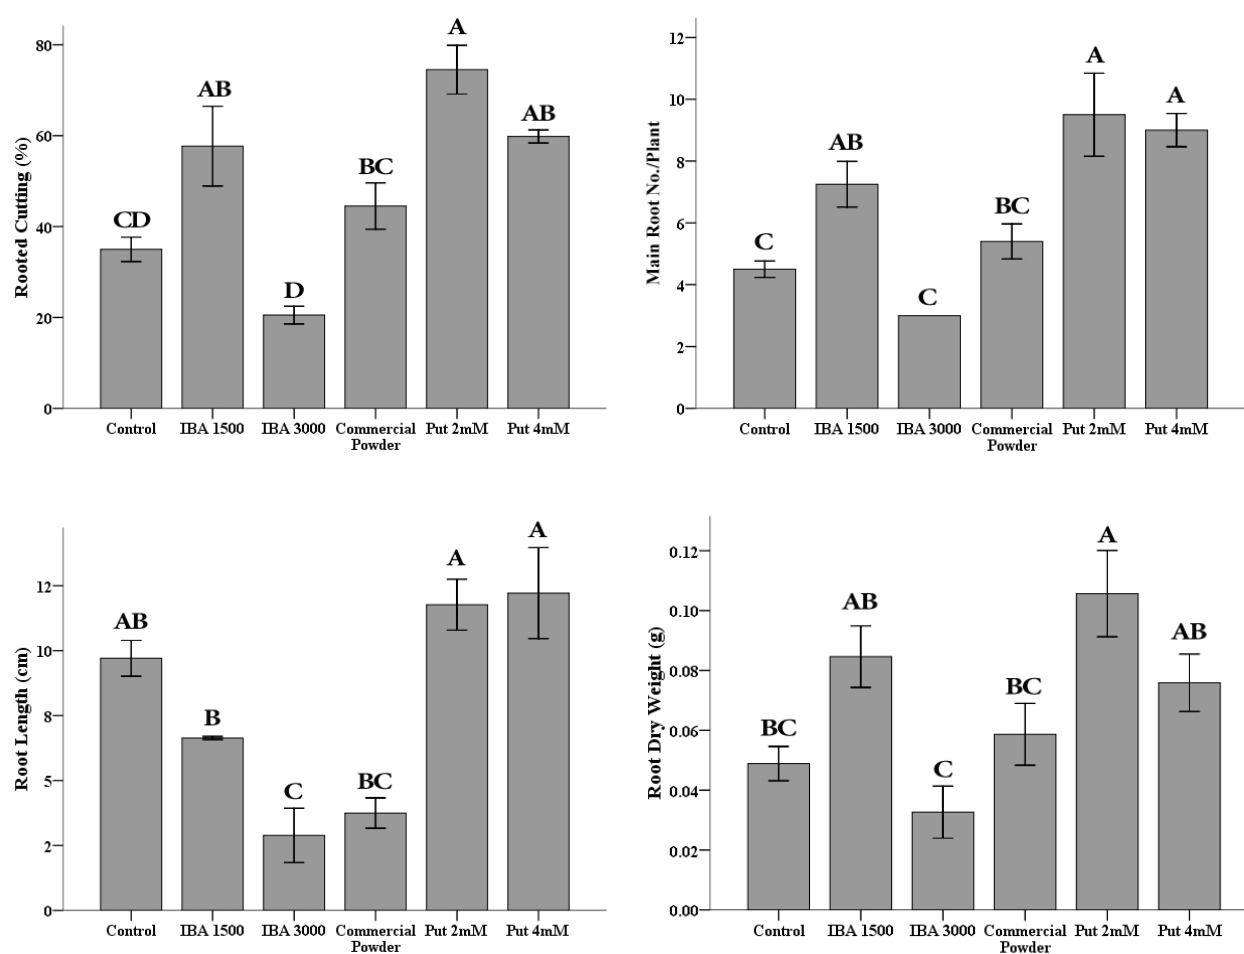 Rooted Cutting (%)
80
60
40
20
0
CD
AB
D
BC
A
AB
Control IBA 1500 IBA 3000 Commercial Put 2mM Put 4mM
Powder
Main Root No./Plant
12
10
8
6
4
2
0
C
AB
C
BC
A
A
Control IBA 1500 IBA 3000 Commercial Put 2mM Put 4mM
Powder
Root Length (cm)
12
10
8
5
2
0
AB
B
C
BC
A
A
Control IBA 1500 IBA 3000 Commercial Put 2mM Put 4mM
Powder
Root Dry Weight (g)
0.12
0.10
0.08
0.06
0.04
0.02
0.00
BC
AB
C
BC
A
AB
Control IBA 1500 IBA 3000 Commercial Put 2mM Put 4mM
Powder